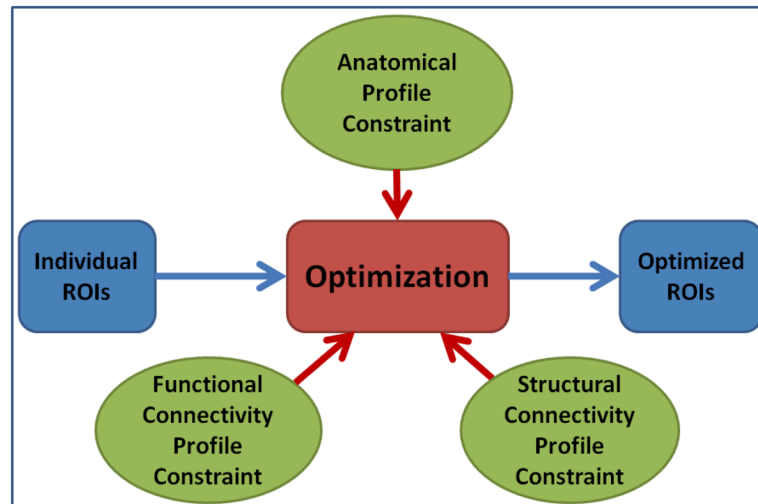 Anatomical
Profile
Constraint
Individual
ROIs
Optimization
Optimized
ROIs
Functional
Connectivity
Profile
Constraint
Structural
Connectivity
Profile
Constraint